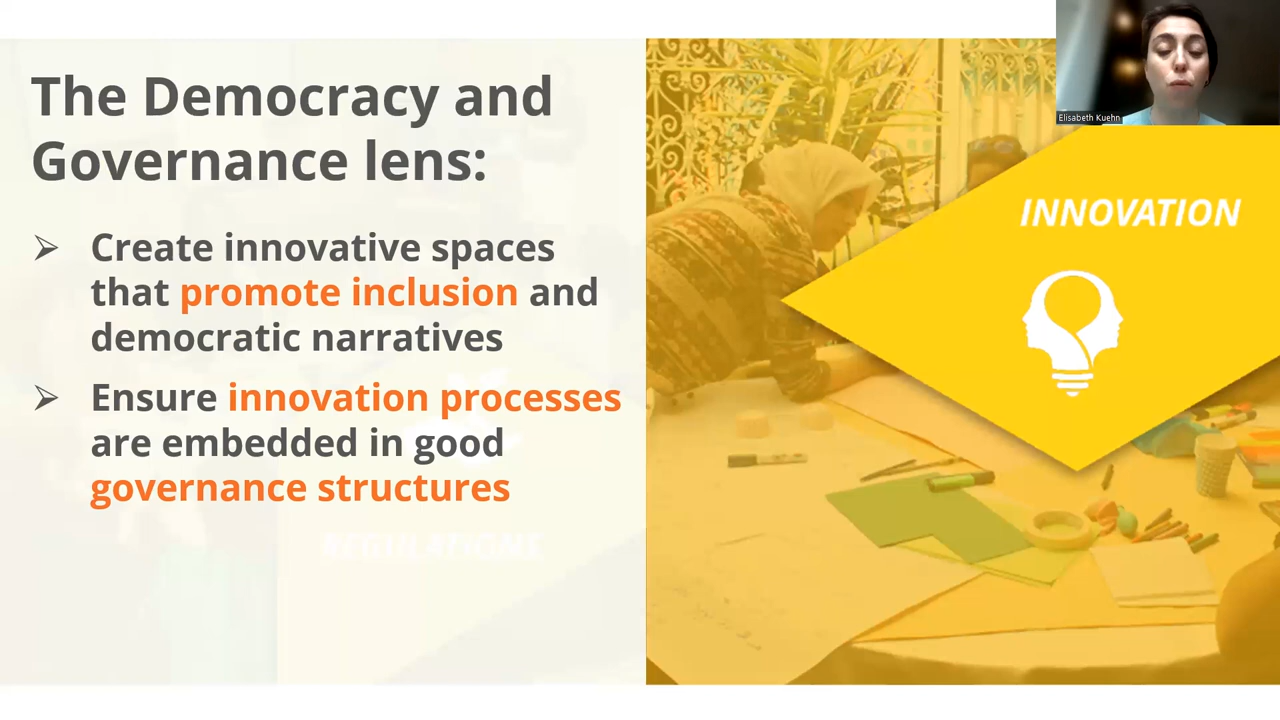 The Democracy and
Governance lens:
➢ Create innovative spaces
that promote inclusion and
democratic narratives
➢ Ensure innovation processes
are embedded in good
governance structures
Elisabeth Kuehn
INNOVATION